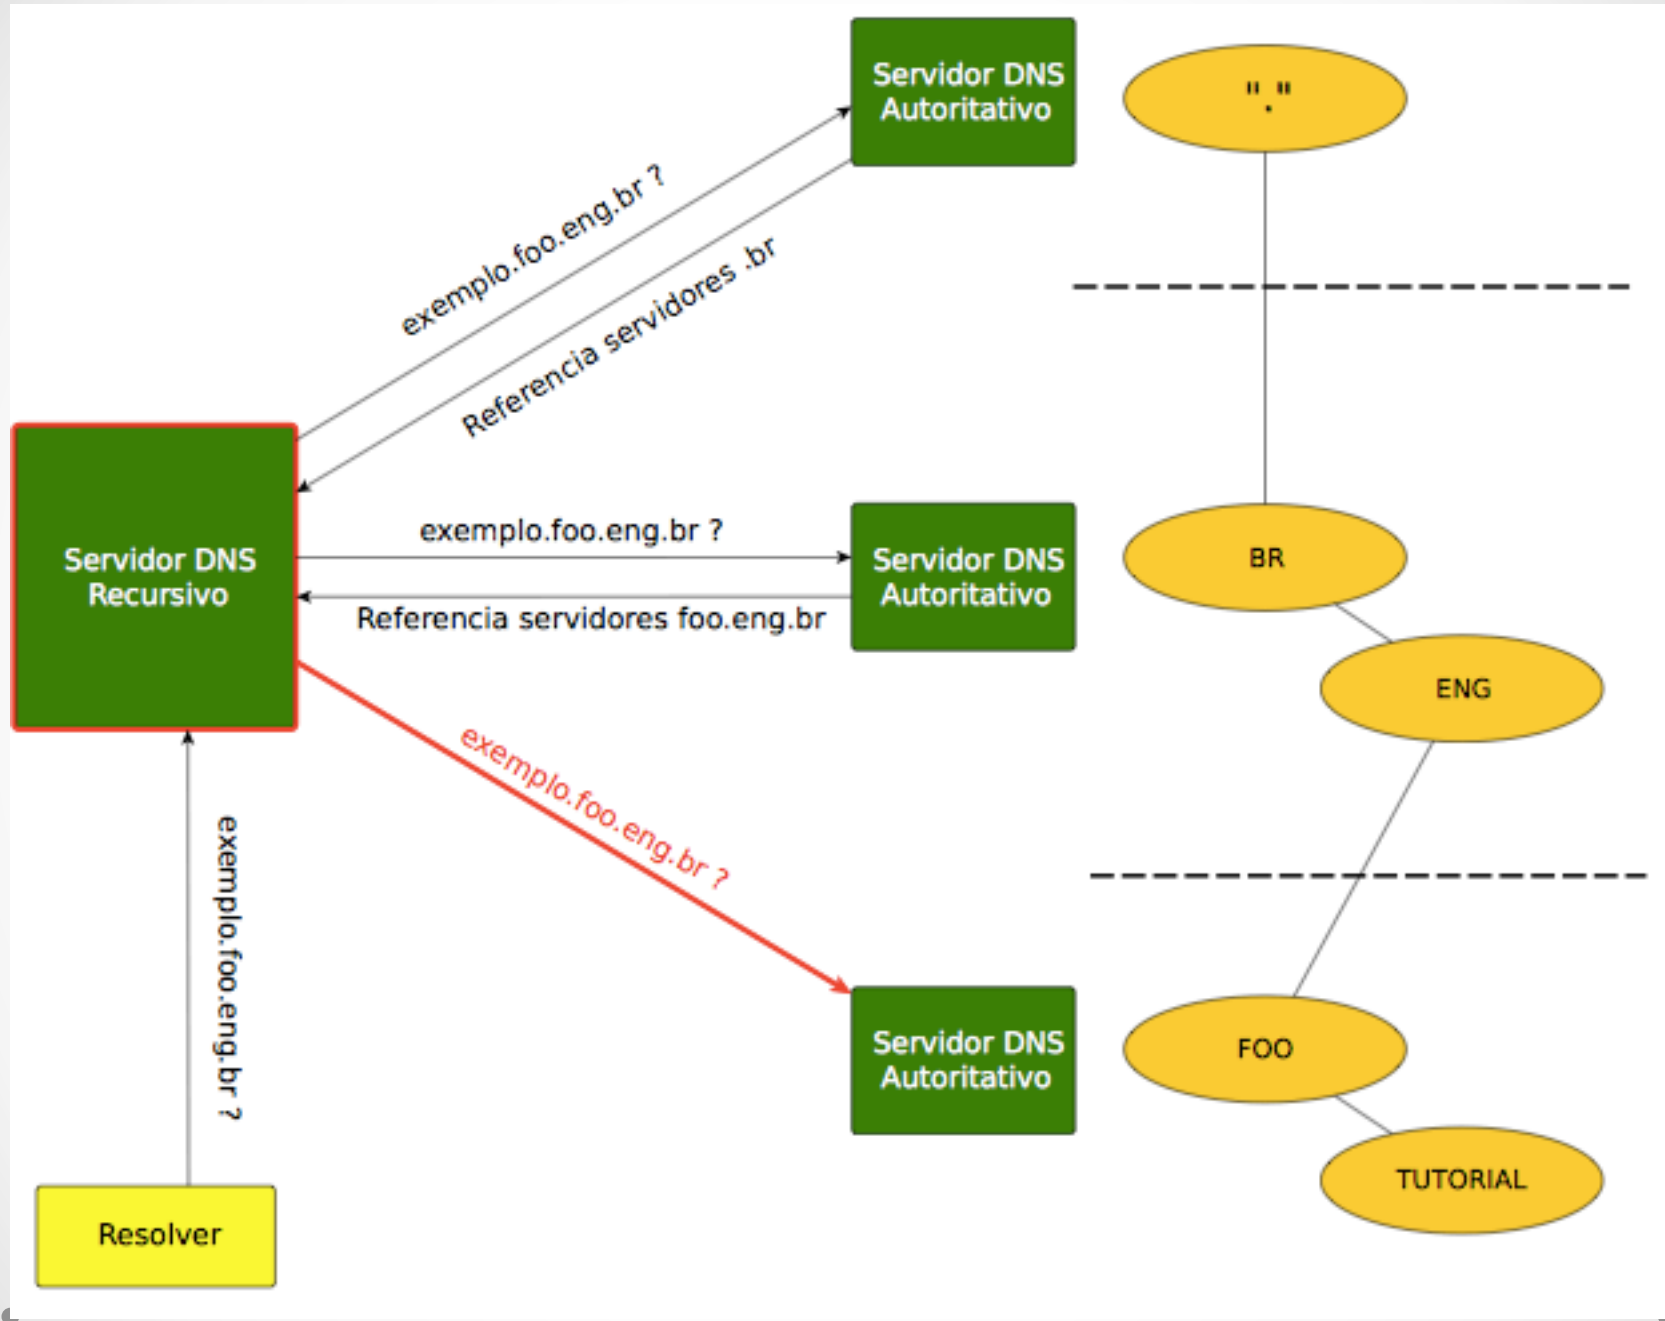 Servidor DNS
Autoritativo
"."
exemplo.foo.eng.br ?
Referencia servidores .br
Servidor DNS
Recursivo
exemplo.foo.eng.br ?
Referencia servidores foo.eng.br
Servidor DNS
Autoritativo
BR
ENG
exemplo.foo.eng.br ?
exemplo.foo.eng.br ?
Servidor DNS
Autoritativo
FOO
TUTORIAL
Resolver